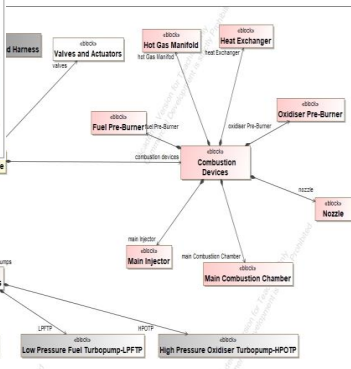 «block»
Hot Gas Manifold
hot Gas Manifod
«block»
Heat Exchanger
heat Exchanger
d Harness
«block»
Valves and Actuators
valves
«block»
Fuel Pre-Burner
fuel Pre-Burner
«block»
Oxidiser Pre-Burner
oxidiser Pre-Burner
combustion devices
«block»
Combustion
Devices
e
nozzle
«block»
Nozzle
main Injector
«block»
Main Injector
main Combustion Chamber
«block»
Main Combustion Chamber
umps
s
LPFTP
HPOTP
«block»
Low Pressure Fuel Turbopump-LPFTP
«block»
High Pressure Oxidiser Turbopump-HPOTP